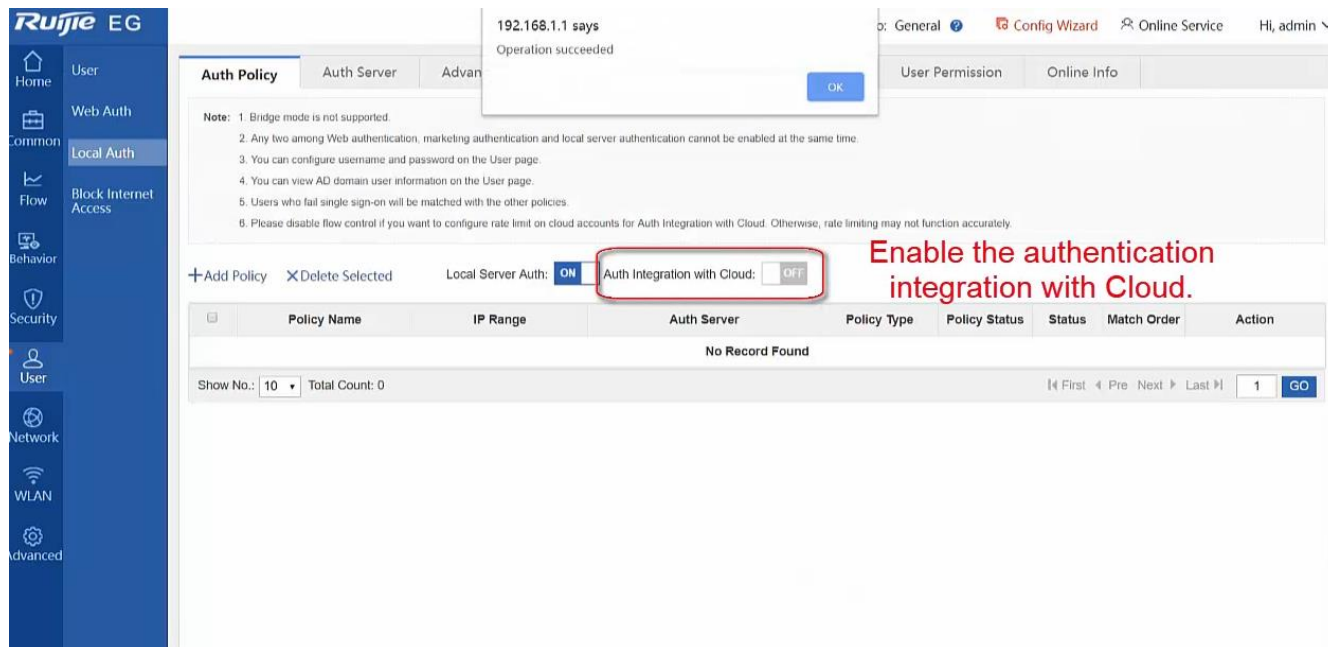 Ruijie EG
192.168.1.1 says
Operation succeeded
OK
o: General
Config Wizard
Online Service
Hi, admin
Home
Common
Flow
Behavior
Security
User
Network
WLAN
Advanced
User
Web Auth
Local Auth
Block Internet
Access
Auth Policy
Auth Server
Advan
User Permission
Online Info
Note: 1. Bridge mode is not supported.
2. Any two among Web authentication, marketing authentication and local server authentication cannot be enabled at the same time.
3. You can configure username and password on the User page.
4. You can view AD domain user information on the User page.
5. Users who fail single sign-on will be matched with the other policies.
6. Please disable flow control if you want to configure rate limit on cloud accounts for Auth Integration with Cloud. Otherwise, rate limiting may not function accurately.
+Add Policy XDelete Selected Local Server Auth: ON Auth Integration with Cloud: OFF
Enable the authentication
integration with Cloud.
Policy Name IP Range Auth Server Policy Type Policy Status Status Match Order Action
No Record Found
Show No.: 10 Total Count: 0 First Pre Next Last 1 GO